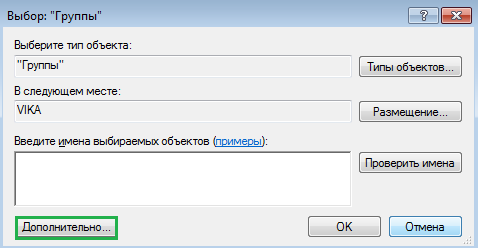 Выбор: "Группы"
Выберите тип объекта:
"Группы"
Типы объектов...
В следующем месте:
VIKA
Размещение...
Введите имена выбираемых объектов (примеры):
Проверить имена
Дополнительно...
OK
Отмена